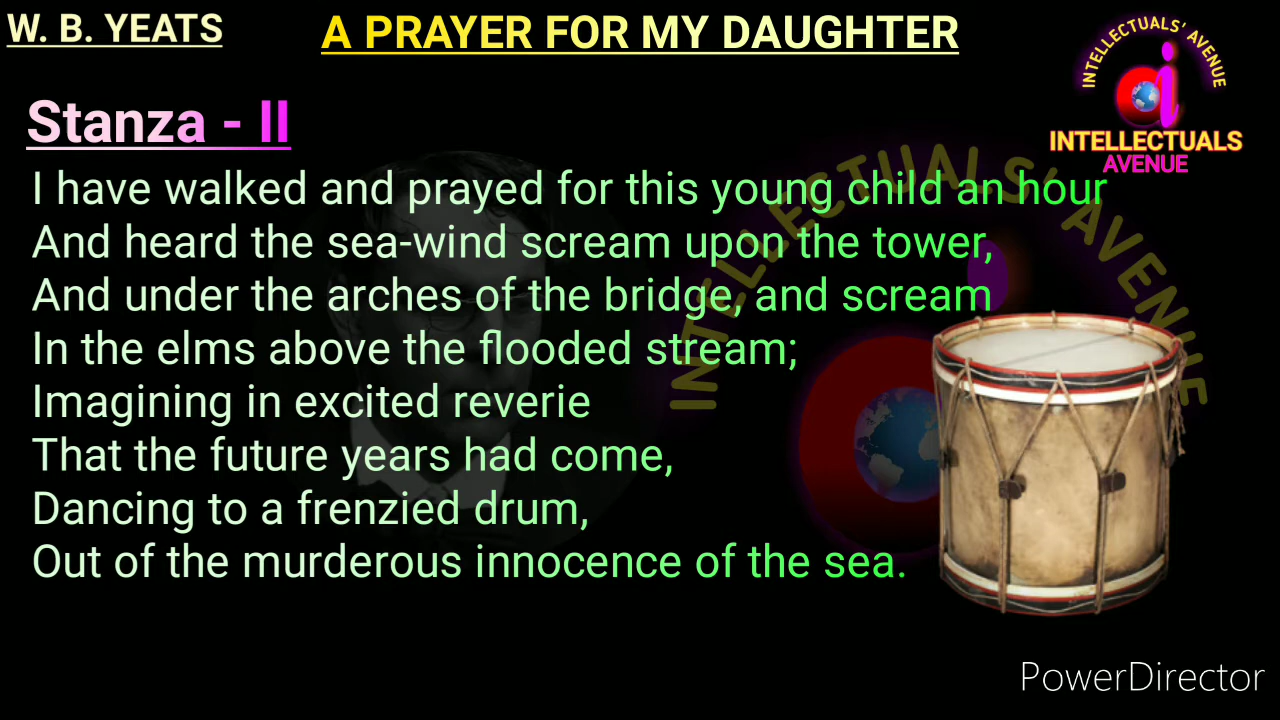 W. B. YEATS
A PRAYER FOR MY DAUGHTER
INTELLECTUALS' AVENUE
i
INTELLECTUALS
AVENUE
Stanza - II
I have walked and prayed for this young child an hour
And heard the sea-wind scream upon the tower,
And under the arches of the bridge, and scream
In the elms above the flooded stream;
Imagining in excited reverie
That the future years had come,
Dancing to a frenzied drum,
Out of the murderous innocence of the sea.
INTELLECTUALS' AVENUE
PowerDirector